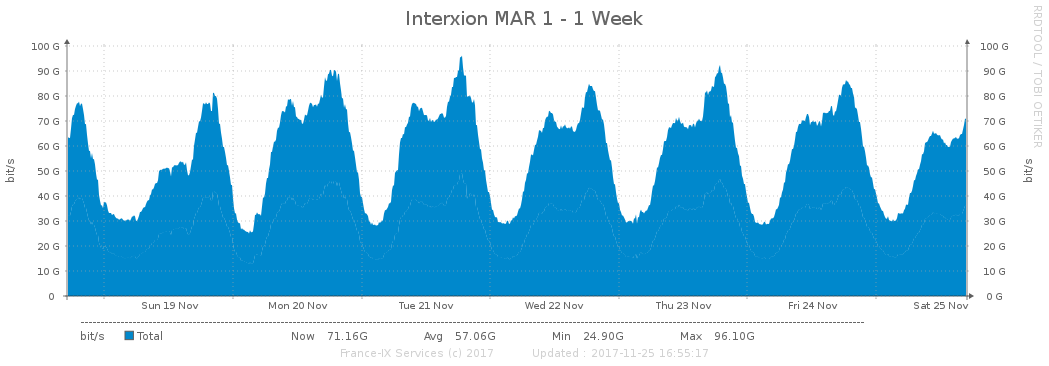 Interxion MAR 1 - 1 Week
RRDTOOL / TOBI OETIKER
bit/s
100 G
90 G
80 G
70 G
60 G
50 G
40 G
30 G
20 G
10 G
0
100 G
90 G
80 G
70 G
60 G
50 G
40 G
30 G
20 G
10 G
0 G
bit/s
Sun 19 Nov Mon 20 Nov Tue 21 Nov Wed 22 Nov Thu 23 Nov Fri 24 Nov Sat 25 Nov
bit/s Total Now 71.16G Avg 57.06G Min 24.90G Max 96.10G
France-IX Services (c) 2017 Updated : 2017-11-25 16:55:17